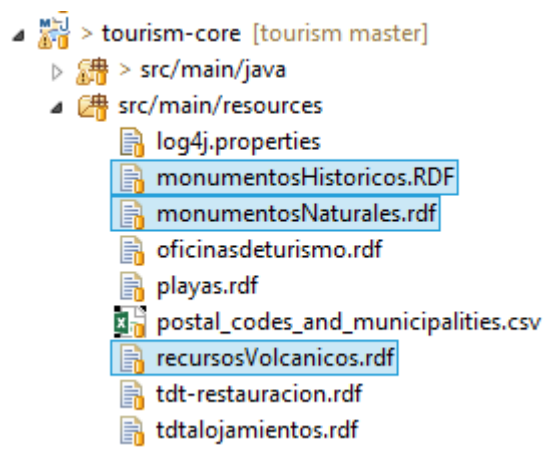 > tourism-core [tourism master]
> src/main/java
src/main/resources
log4j.properties
monumentosHistoricos.RDF
monumentosNaturales.rdf
oficinasdeturismo.rdf
playas.rdf
postal_codes_and_municipalities.csv
recursosVolcanicos.rdf
tdt-restauracion.rdf
tdtalojamientos.rdf